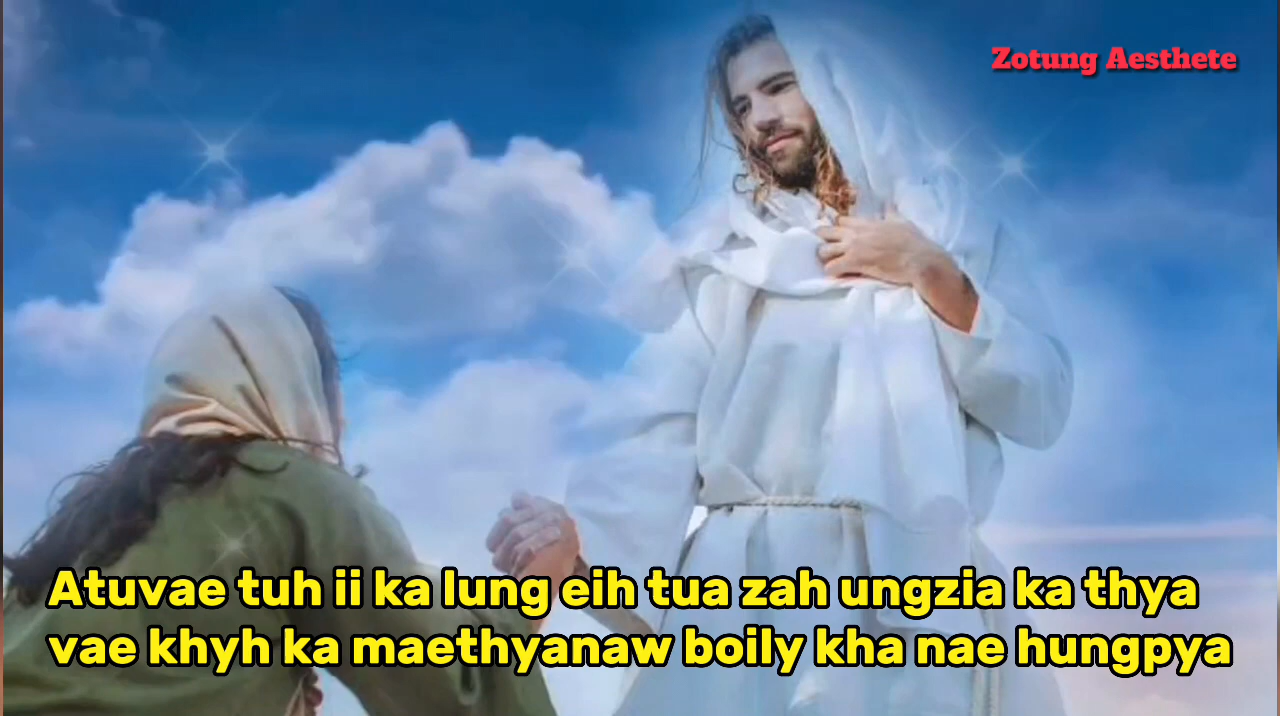 Zotung Aesthete
Atuvae tuh ii ka lung eih tua zah ungzia ka thya
vae khyh ka maethyanaw boily kha nae hungpya